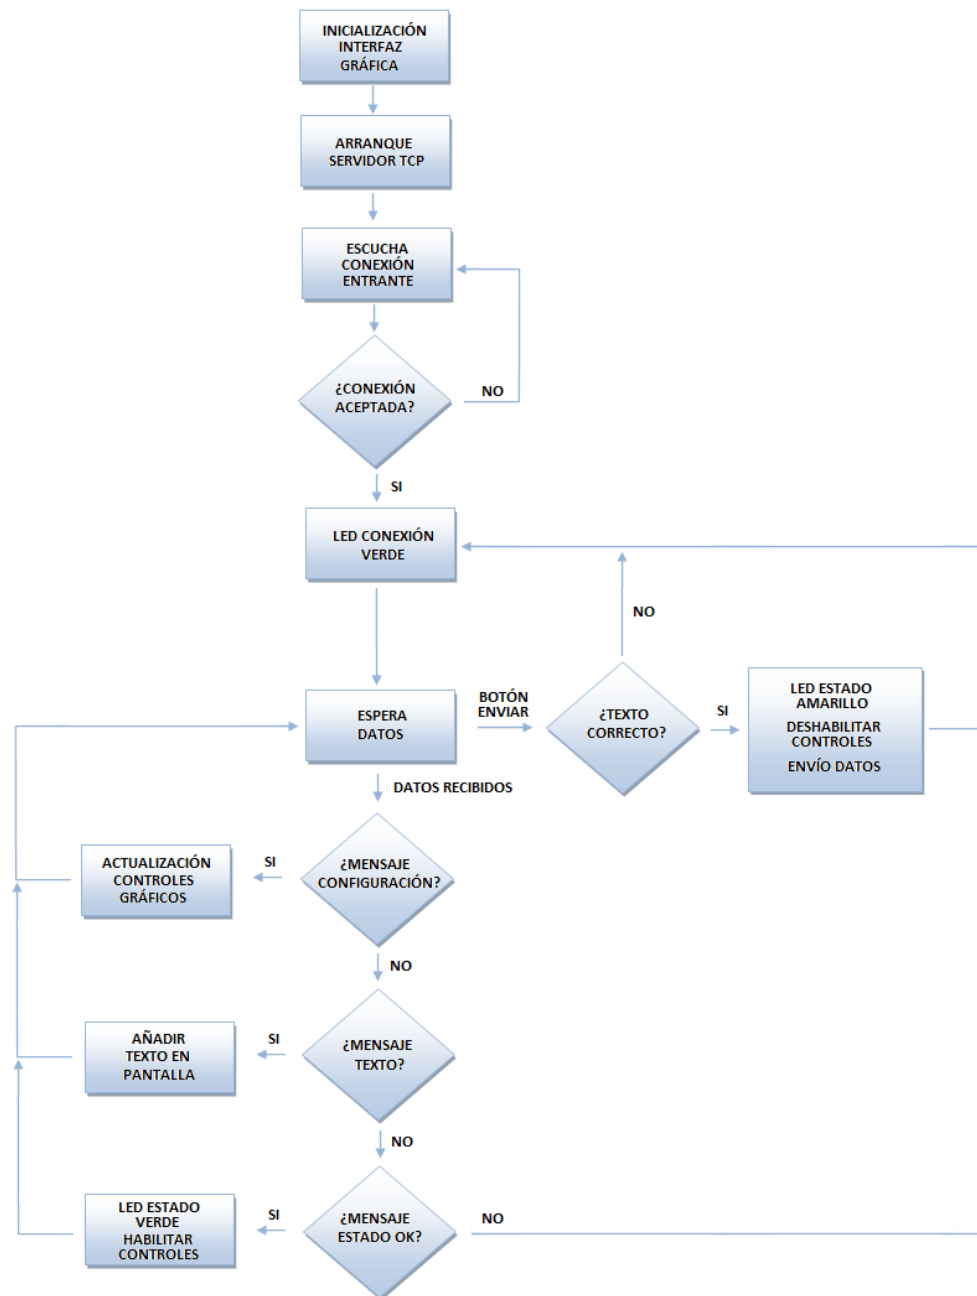 INICIALIZACIÓN
INTERFAZ
GRÁFICA
ARRANQUE
SERVIDOR TCP
ESCUCHA
CONEXIÓN
ENTRANTE
¿CONEXIÓN
ACEPTADA?
NO
SI
LED CONEXIÓN
VERDE
NO
ESPERA
DATOS
BOTÓN
ENVIAR
¿TEXTO
CORRECTO?
SI
LED ESTADO
AMARILLO
DESHABILITAR
CONTROLES
ENVÍO DATOS
DATOS RECIBIDOS
¿MENSAJE
CONFIGURACIÓN?
SI
ACTUALIZACIÓN
CONTROLES
GRÁFICOS
NO
¿MENSAJE
TEXTO?
SI
AÑADIR
TEXTO EN
PANTALLA
NO
¿MENSAJE
ESTADO OK?
SI
LED ESTADO
VERDE
HABILITAR
CONTROLES
NO